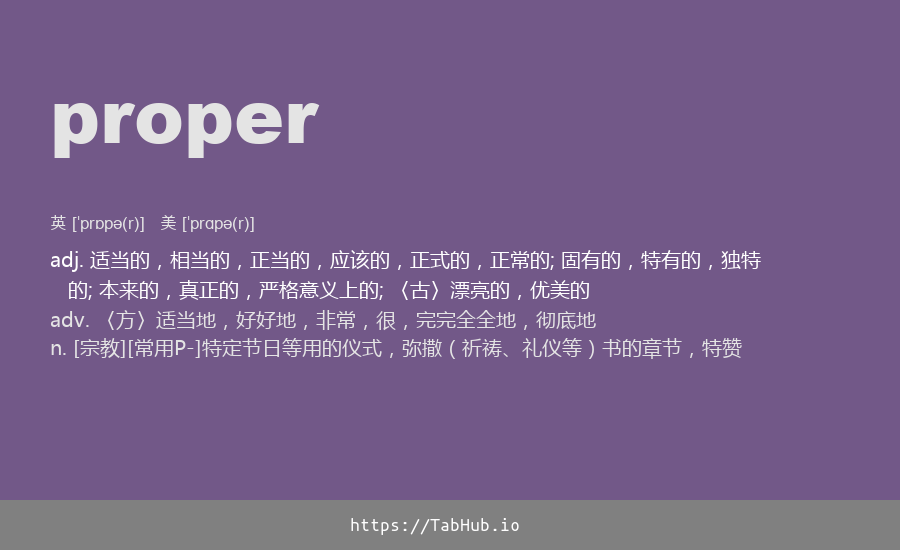 proper
英 [ˈprɒpə(r)]   美 [ˈprɑpə(r)]
adj. 适当的，相当的，正当的，应该的，正式的，正常的; 固有的，特有的，独特
的; 本来的，真正的，严格意义上的; 〈古〉漂亮的，优美的
adv. 〈方〉适当地，好好地，非常，很，完完全全地，彻底地
n. [宗教][常用P-]特定节日等用的仪式，弥撒（祈祷、礼仪等）书的章节，特赞
https://TabHub.io